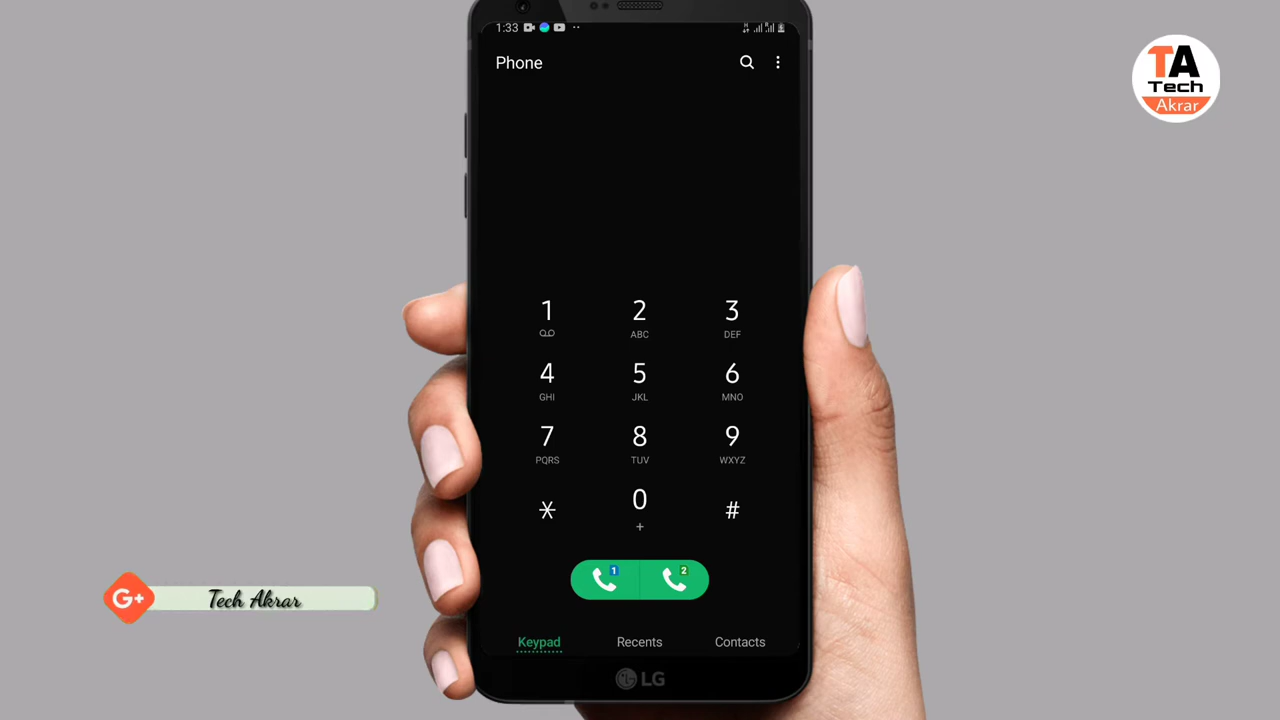 1:33
Phone
TA
Tech
Akrar
1
2
ABC
3
DEF
4
GHI
5
JKL
6
MNO
7
PQRS
8
TUV
9
WXYZ
*
0
+
#
1
2
G+
Tech Akrar
Keypad
Recents
Contacts
LG